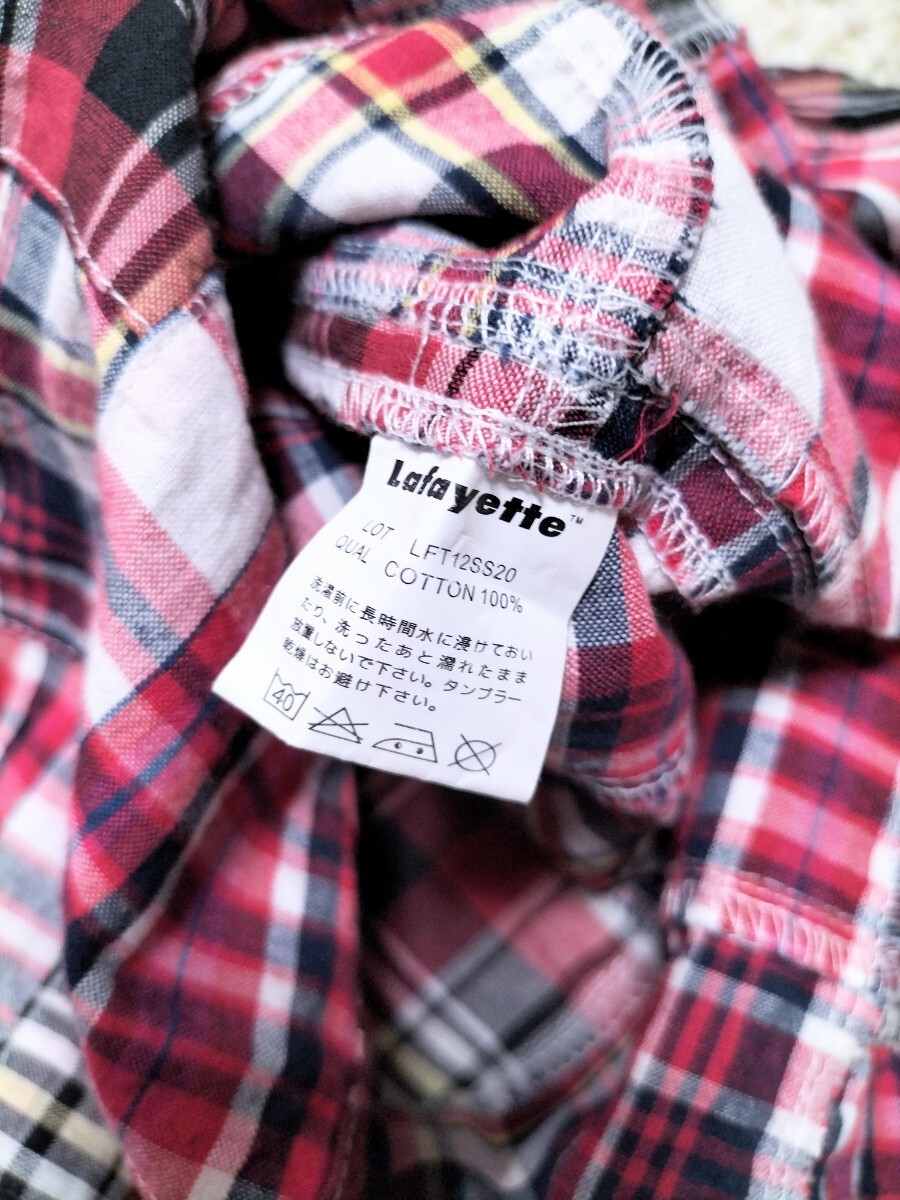 Lafayette™
LOT LFT12SS20
QUAL COTTON 100%
洗濯前に長時間水に浸けておい
たり、洗ったあと濡れたまま
放置しないで下さい。タンブラー
乾燥はお避け下さい。
40